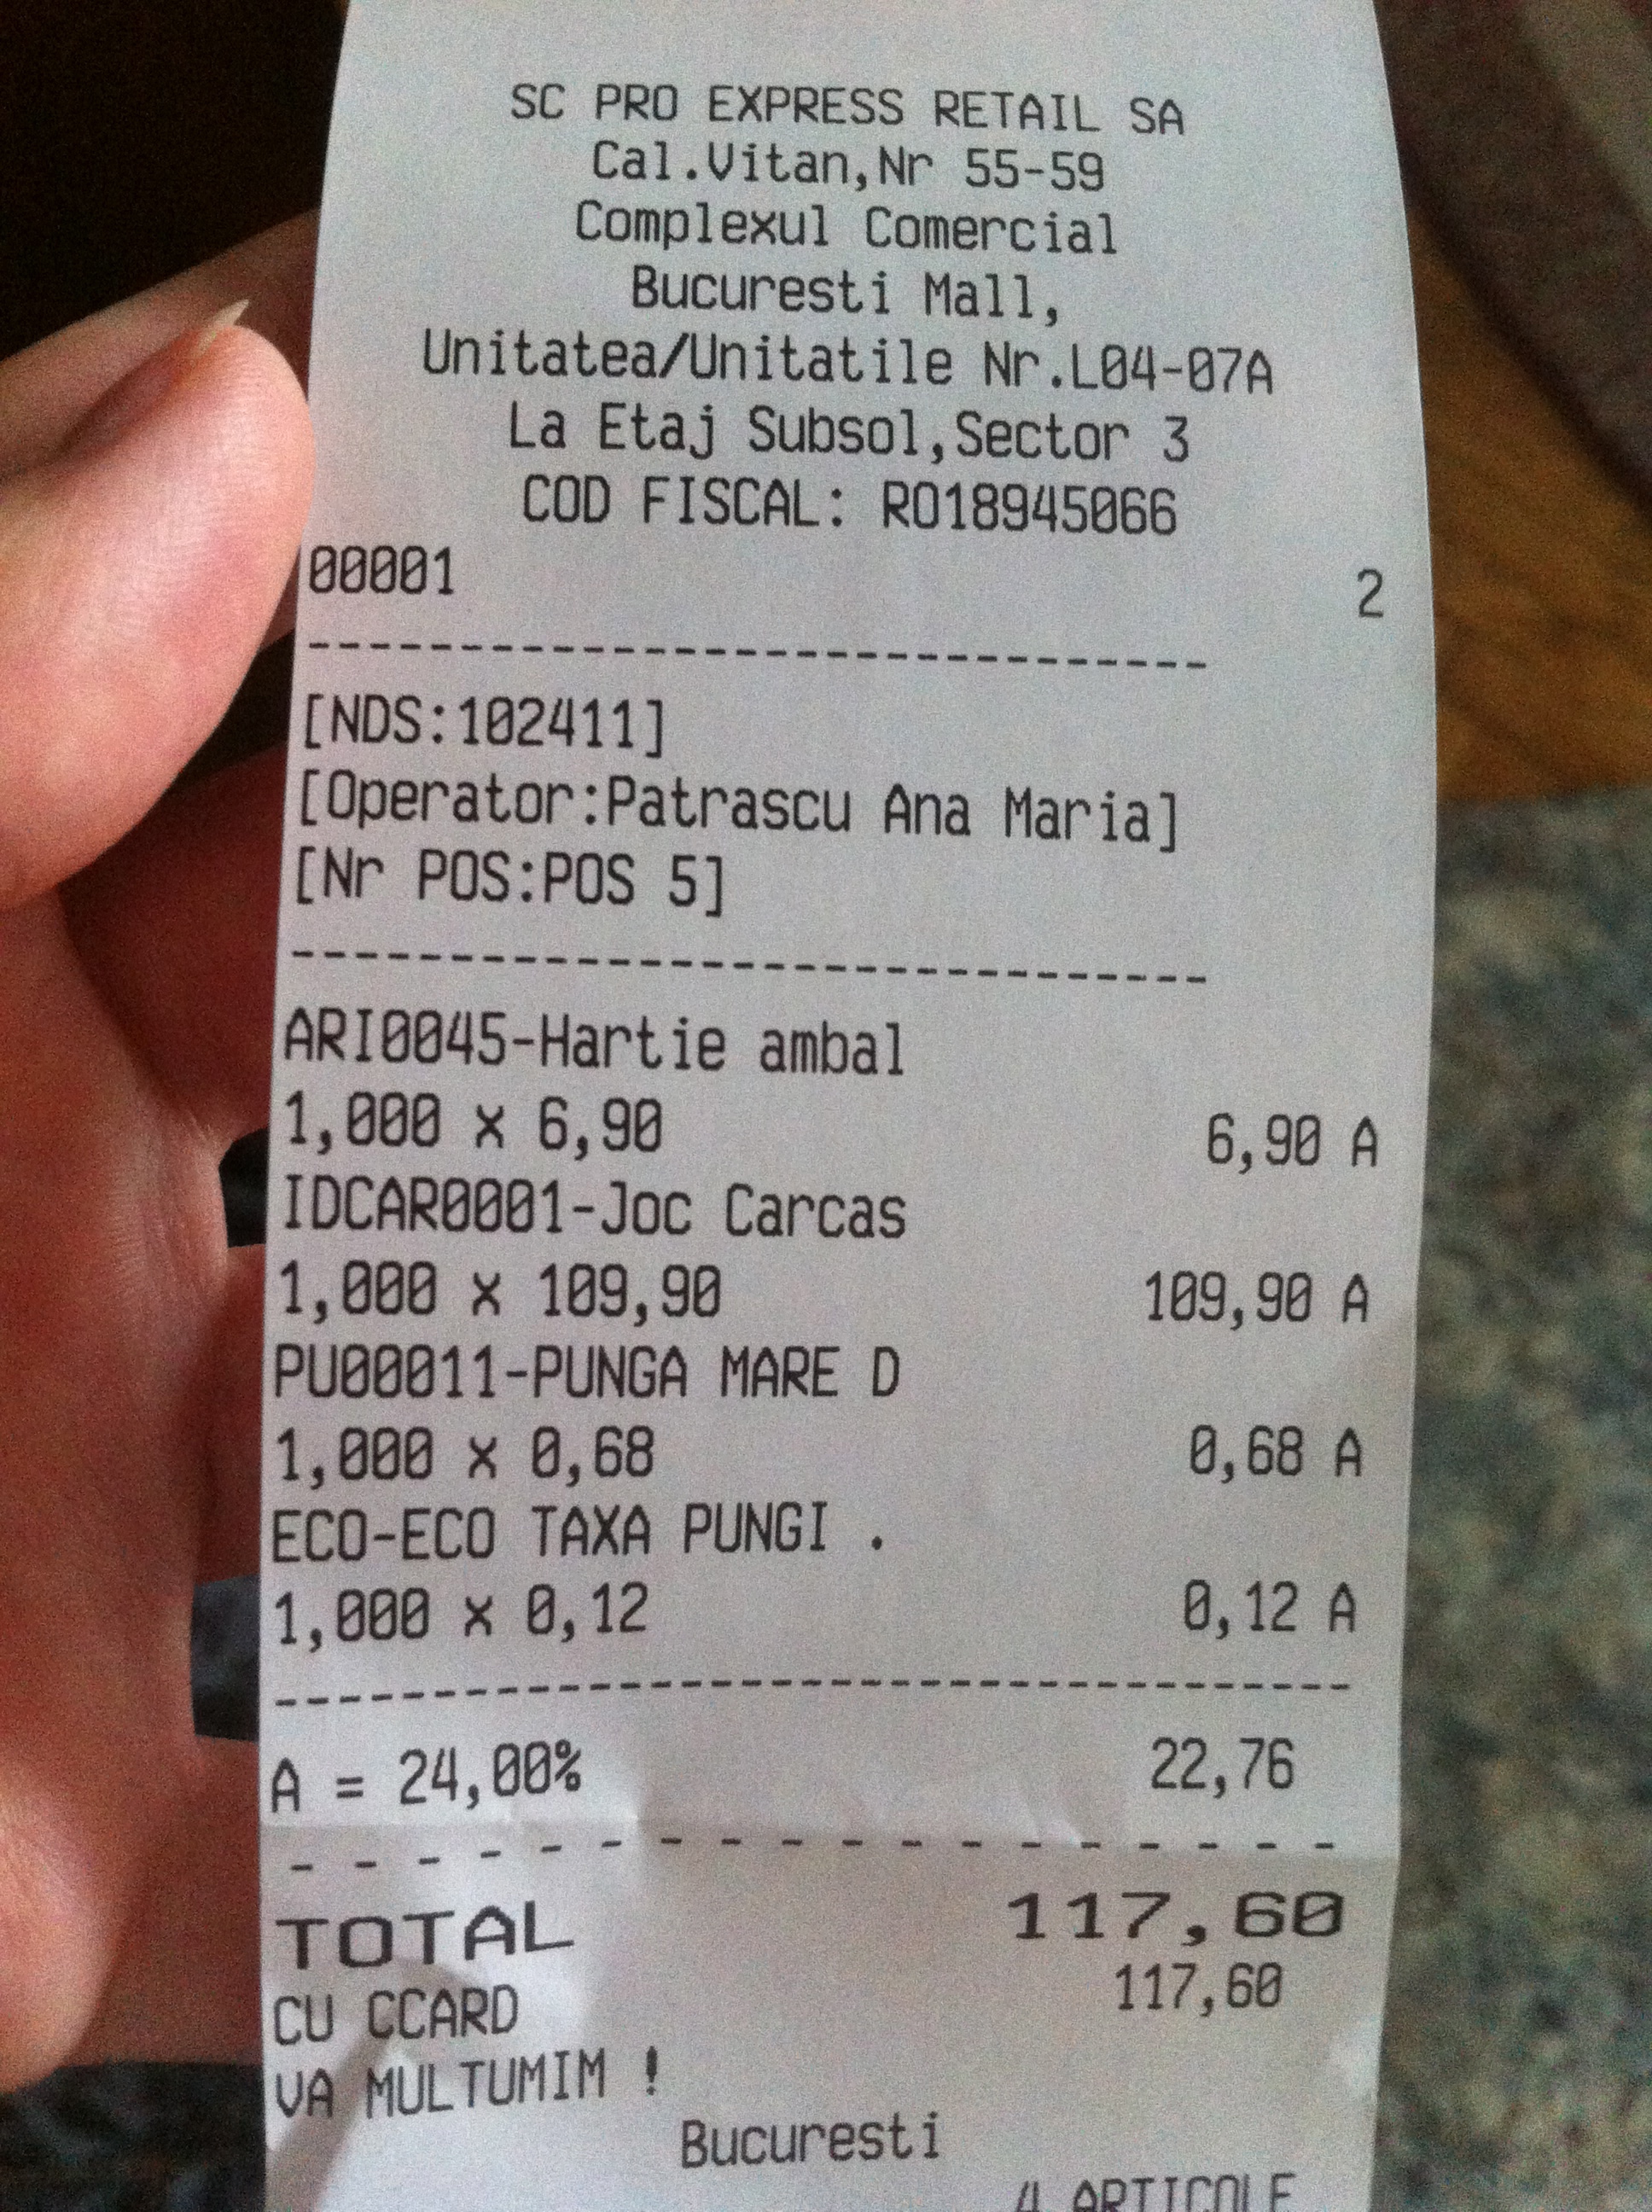 SC PRO EXPRESS RETAIL SA
Cal.Vitan,Nr 55-59
Complexul Comercial
Bucuresti Mall,
Unitatea/Unitatile Nr.L04-07A
La Etaj Subsol,Sector 3
COD FISCAL: RO18945066
00001 2
[NDS:102411]
[Operator:Patrascu Ana Maria]
[Nr POS:POS 5]
ARI0045-Hartie ambal
1,000 x 6,90 6,90 A
IDCAR0001-Joc Carcas
1,000 x 109,90 109,90 A
PU00011-PUNGA MARE D
1,000 x 0,68 0,68 A
ECO-ECO TAXA PUNGI .
1,000 x 0,12 0,12 A
A = 24,00% 22,76
TOTAL 117,60
CU CCARD 117,60
VA MULTUMIM !
Bucuresti
4 ARTICOLE